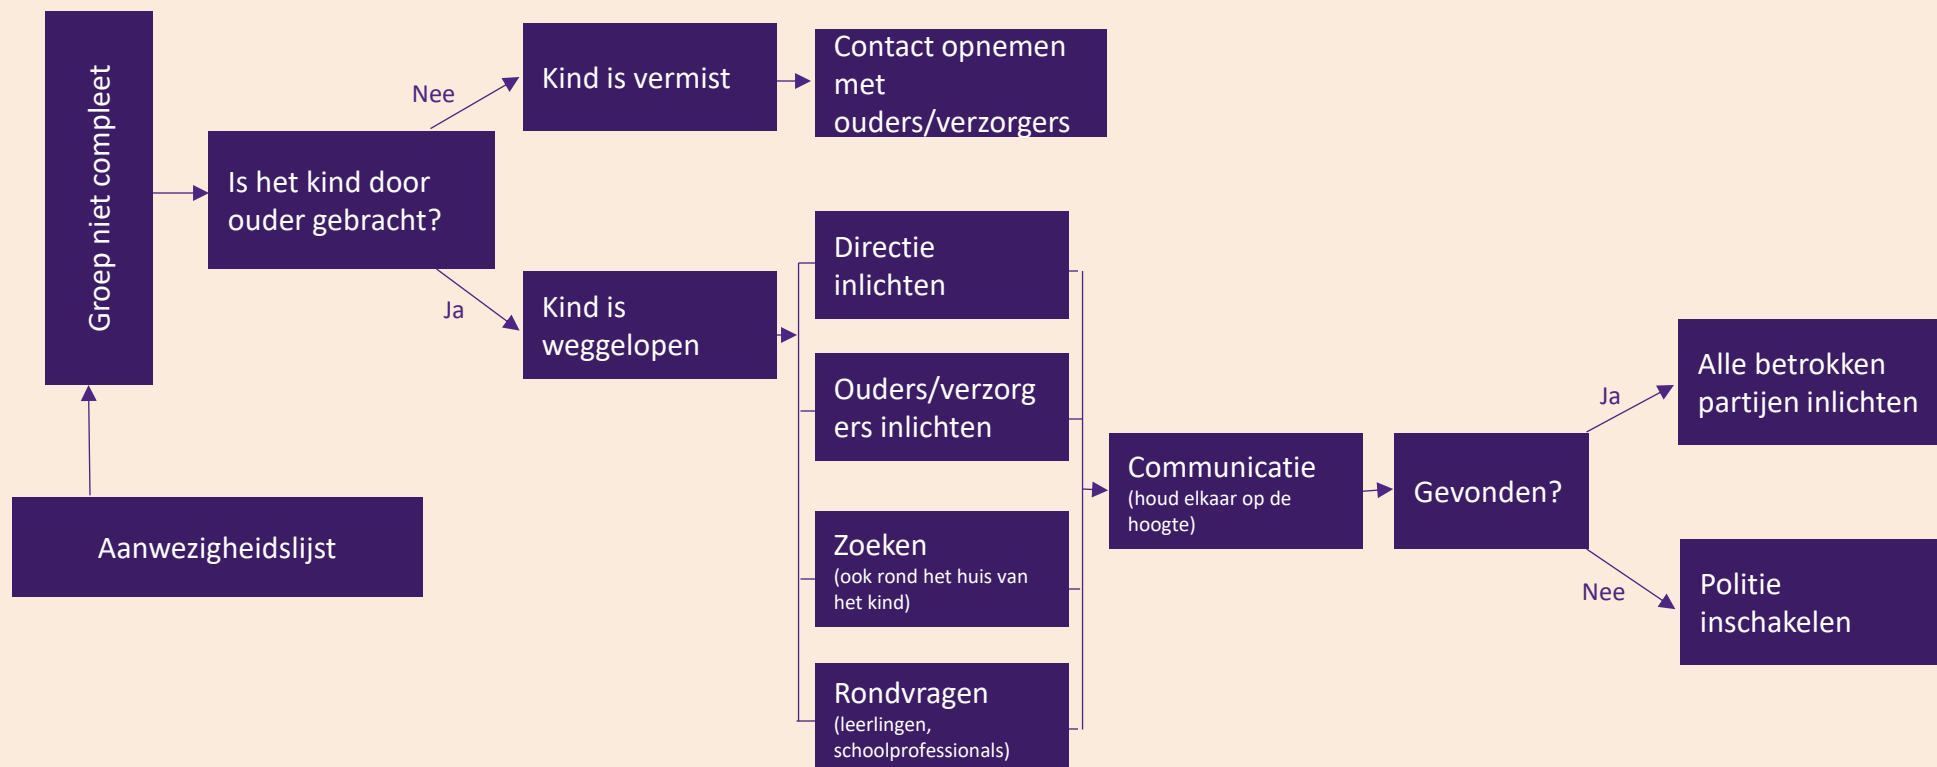 Groep niet compleet
Aanwezigheidslijst
Is het kind door
ouder gebracht?
Nee
Kind is vermist
Contact opnemen
met
ouders/verzorgers
Ja
Kind is
weggelopen
Directie
inlichten
Ouders/verzorg
ers inlichten
Zoeken
(ook rond het huis van
het kind)
Rondvragen
(leerlingen,
schoolprofessionals)
Communicatie
(houd elkaar op de
hoogte)
Gevonden?
Ja
Alle betrokken
partijen inlichten
Nee
Politie
inschakelen